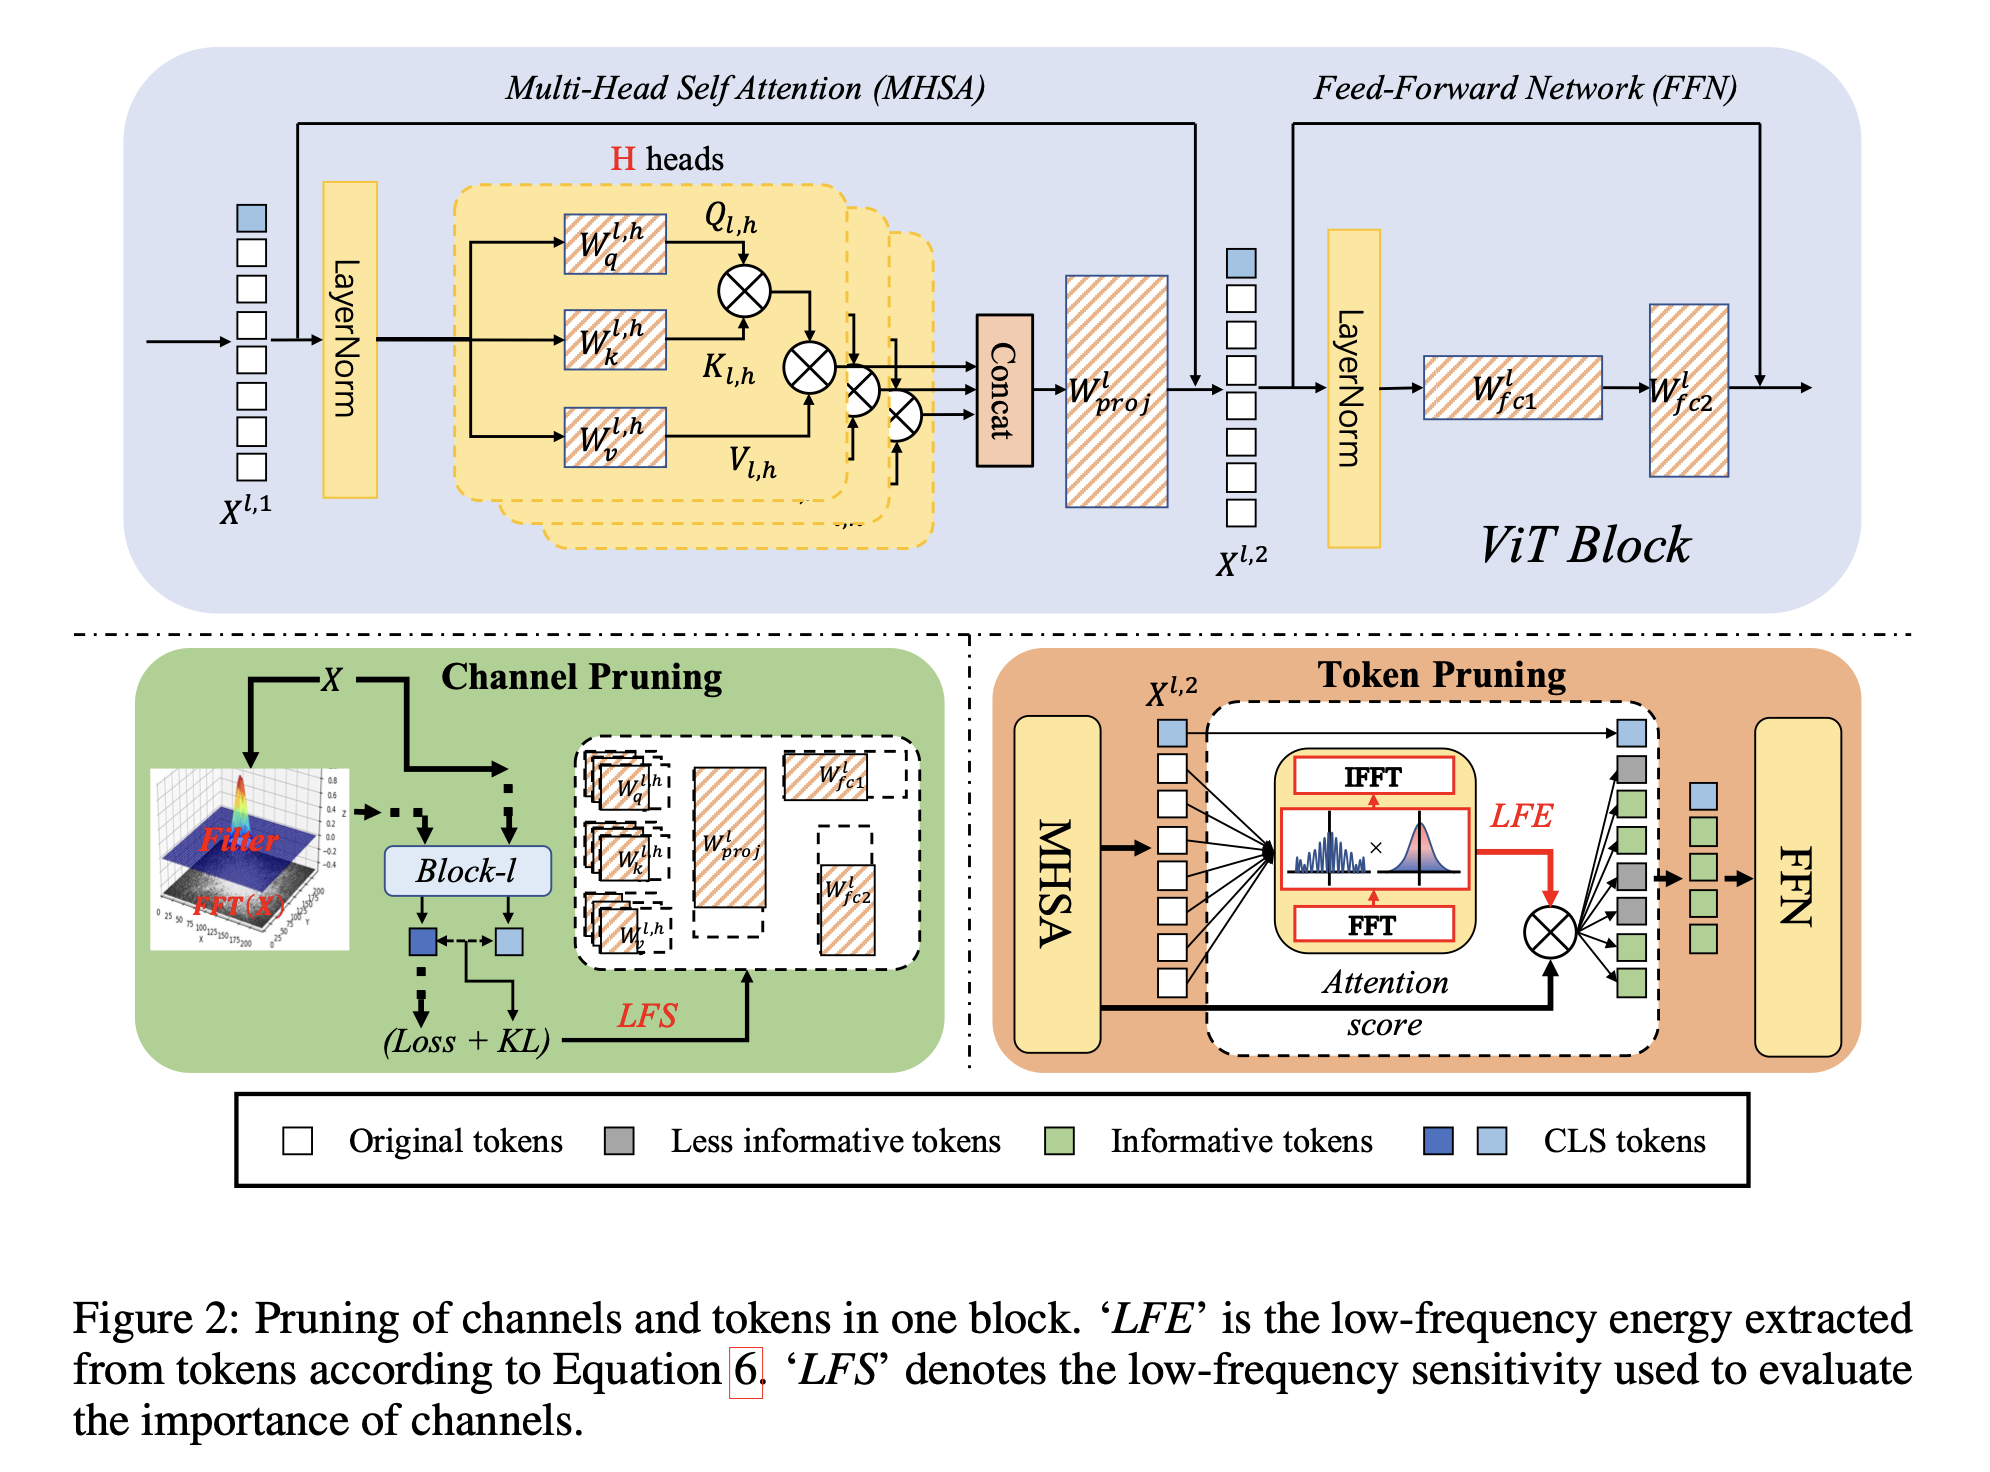 Multi-Head Self Attention (MHSA)
Feed-Forward Network (FFN)
H heads
LayerNorm
W_q^{l,h}
Q_{l,h}
W_k^{l,h}
K_{l,h}
W_v^{l,h}
V_{l,h}
Concat
W_{proj}^l
LayerNorm
W_{fc1}^l
W_{fc2}^l
X^{l,1}
X^{l,2}
ViT Block
Channel Pruning
X
Filter
FFT(X)
Block-l
W_q^{l,h}
W_k^{l,h}
W_v^{l,h}
W_{proj}^l
W_{fc1}^l
W_{fc2}^l
LFS
(Loss + KL)
Token Pruning
X^{l,2}
MHSA
IFFT
×
FFT
LFE
Attention
score
FFN
Original tokens
Less informative tokens
Informative tokens
CLS tokens
Figure 2: Pruning of channels and tokens in one block. ‘LFE’ is the low-frequency energy extracted
from tokens according to Equation 6. ‘LFS’ denotes the low-frequency sensitivity used to evaluate
the importance of channels.